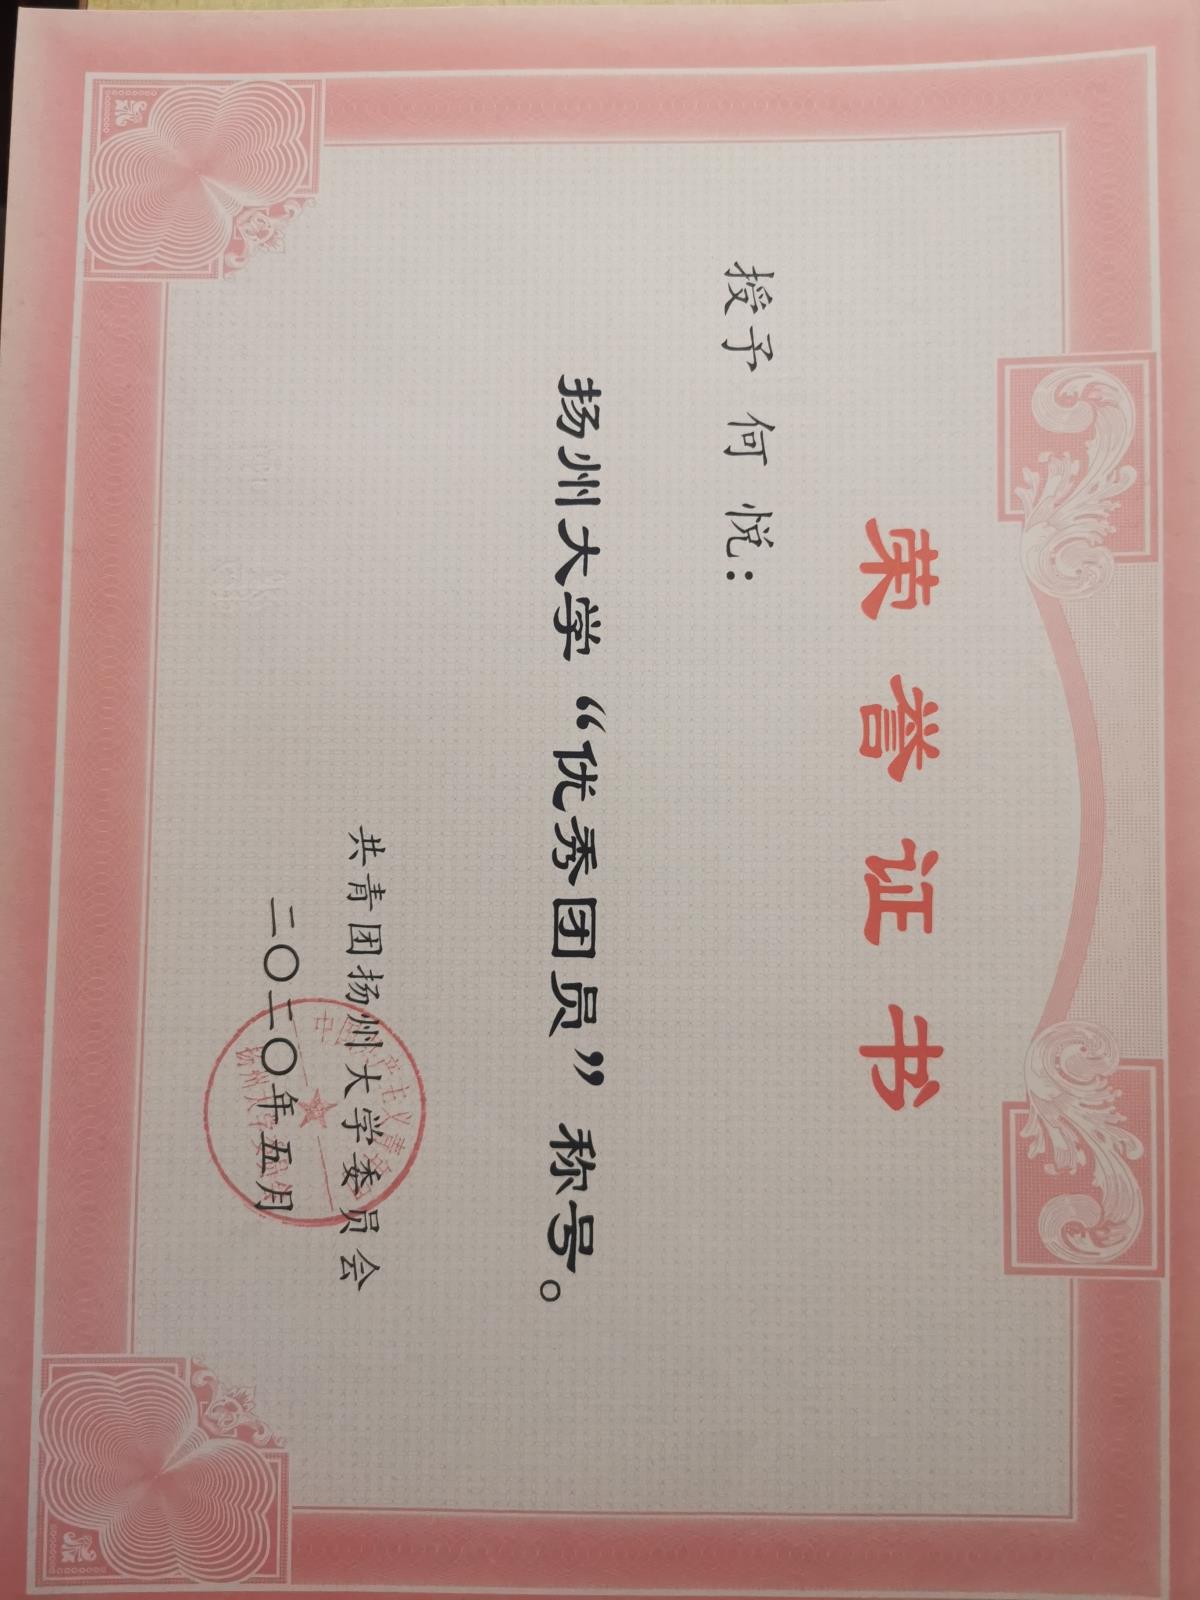 荣誉证书
授予 何 悦：
扬州大学“优秀团员”称号。
共青团扬州大学委员会
二〇二〇年五月